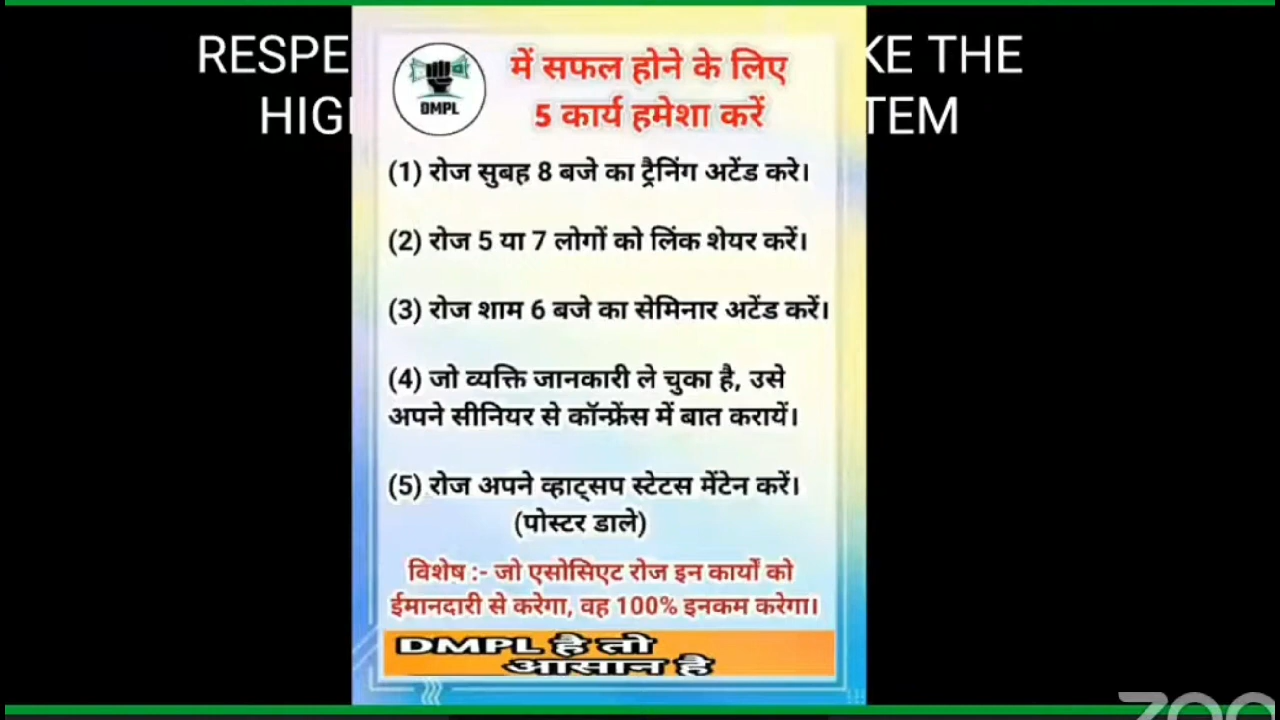 RESPE KE THE
HIG TEM
DMPL
में सफल होने के लिए
5 कार्य हमेशा करें
(1) रोज सुबह 8 बजे का ट्रैनिंग अटेंड करे।
(2) रोज 5 या 7 लोगों को लिंक शेयर करें।
(3) रोज शाम 6 बजे का सेमिनार अटेंड करें।
(4) जो व्यक्ति जानकारी ले चुका है, उसे
अपने सीनियर से कॉन्फ्रेंस में बात करायें।
(5) रोज अपने व्हाट्सप स्टेटस मेंटेन करें।
(पोस्टर डाले)
विशेष :- जो एसोसिएट रोज इन कार्यों को
ईमानदारी से करेगा, वह 100% इनकम करेगा।
DMPL है तो
आसान है